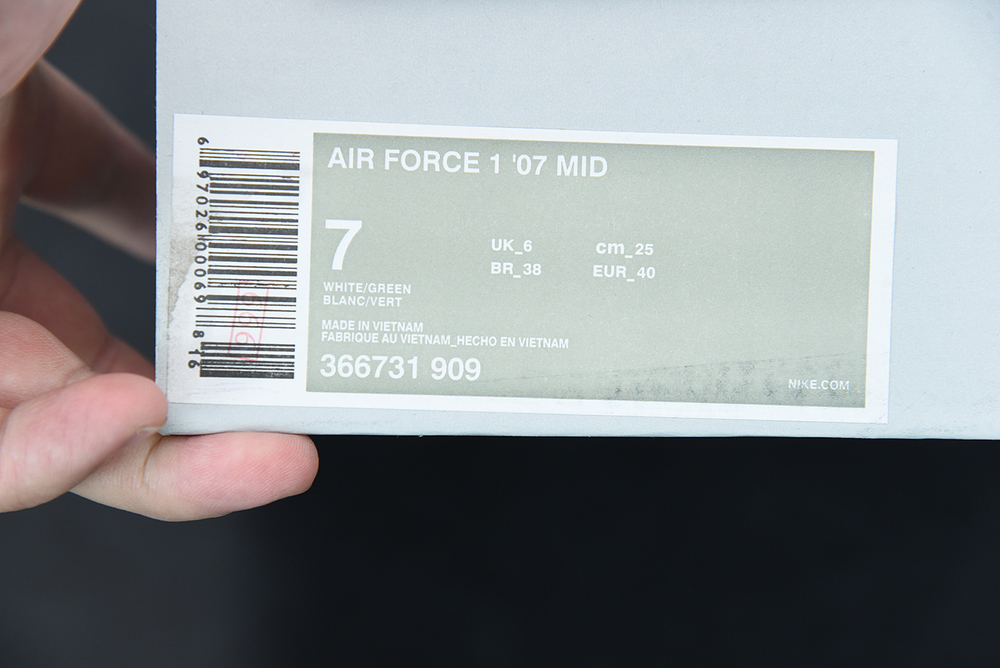 AIR FORCE 1 '07 MID
7
UK_6 cm_25
BR_38 EUR_40
WHITE/GREEN
BLANC/VERT
MADE IN VIETNAM
FABRIQUE AU VIETNAM_HECHO EN VIETNAM
366731 909
NIKE.COM